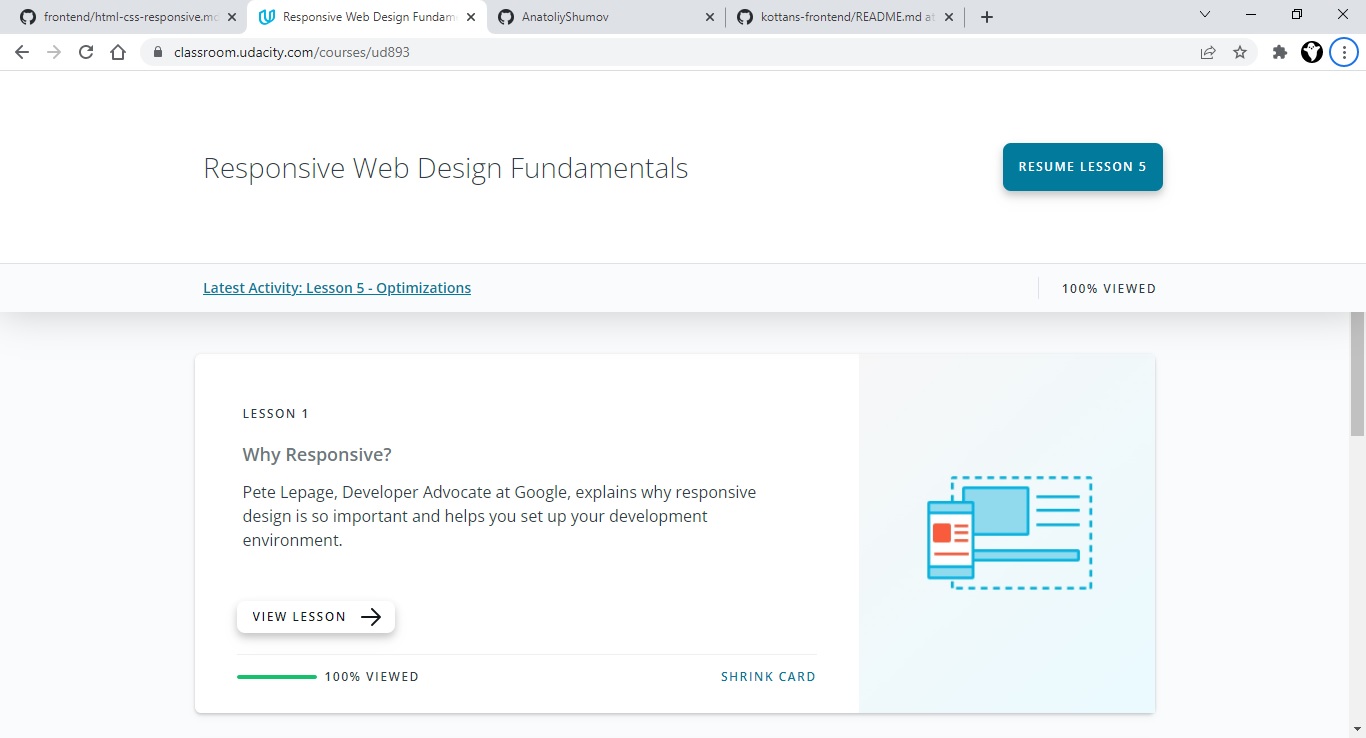 frontend/html-css-responsive.mo
Responsive Web Design Fundam
AnatoliyShumov
kottans-frontend/README.md at
classroom.udacity.com/courses/ud893
Responsive Web Design Fundamentals
RESUME LESSON 5
Latest Activity: Lesson 5 - Optimizations
100% VIEWED
LESSON 1
Why Responsive?
Pete Lepage, Developer Advocate at Google, explains why responsive
design is so important and helps you set up your development
environment.
VIEW LESSON
100% VIEWED
SHRINK CARD